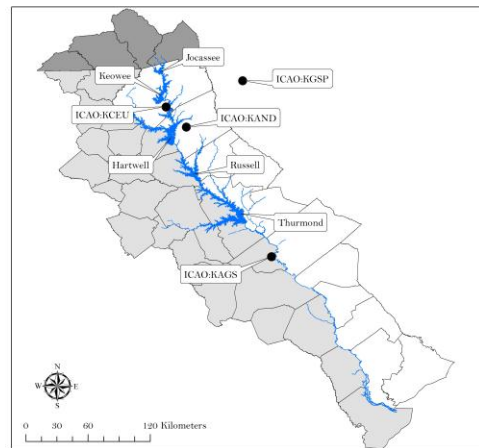 Jocassee
Keowee
ICAO:KGSP
ICAO:KCEU
ICAO:KAND
Hartwell
Russell
Thurmond
ICAO:KAGS
N
W E
S
0 30 60 120 Kilometers